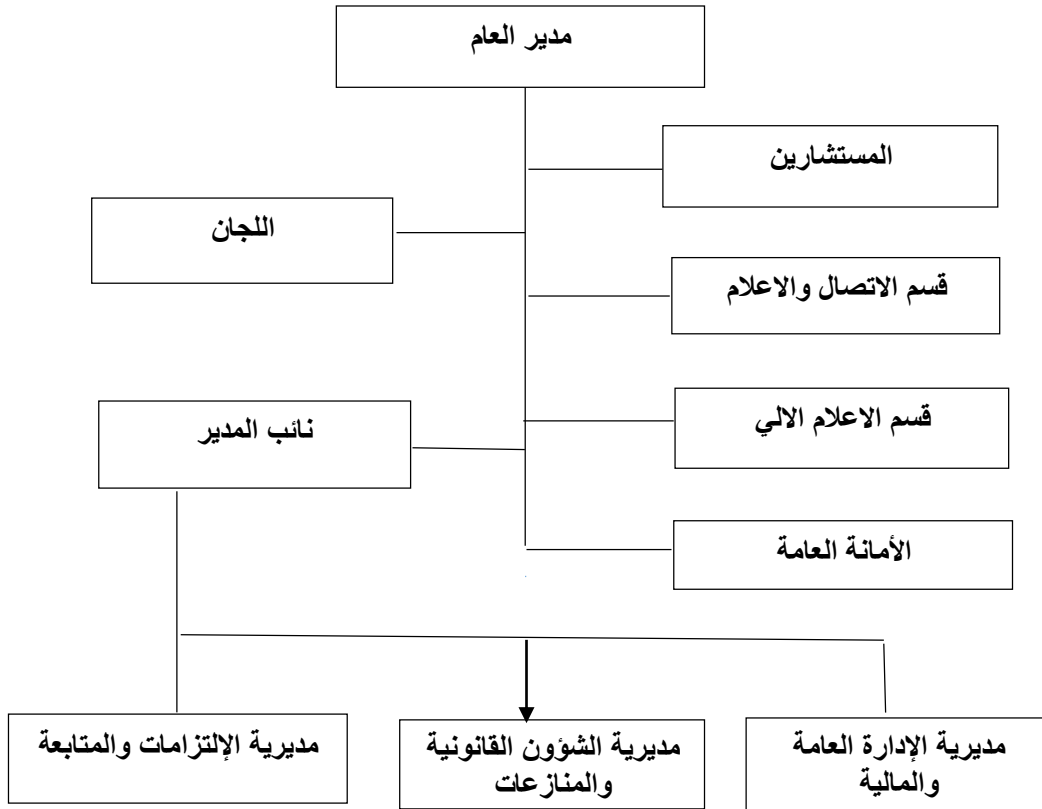 مدير العام
المستشارين
اللجان
قسم الاتصال والاعلام
قسم الاعلام الالي
نائب المدير
الأمانة العامة
مديرية الإدارة العامة
والمالية
مديرية الشؤون القانونية
والمنازعات
مديرية الإلتزامات والمتابعة